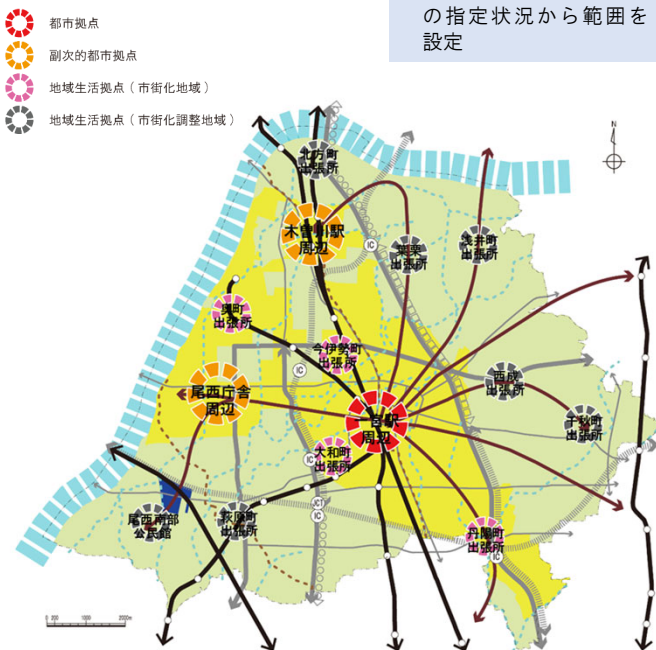 の指定状況から範囲を
設定
都市拠点
副次的都市拠点
地域生活拠点（市街化地域）
地域生活拠点（市街化調整地域）
N
北方町
出張所
木曽川駅
周辺
IC
葉栗
出張所
浅井町
出張所
奥町
出張所
今伊勢町
出張所
IC
尾西庁舎
周辺
西成
出張所
一宮駅
周辺
千秋町
出張所
大和町
出張所
IC
JCT
IC
尾西南部
公民館
萩原町
出張所
丹陽町
出張所
IC
0